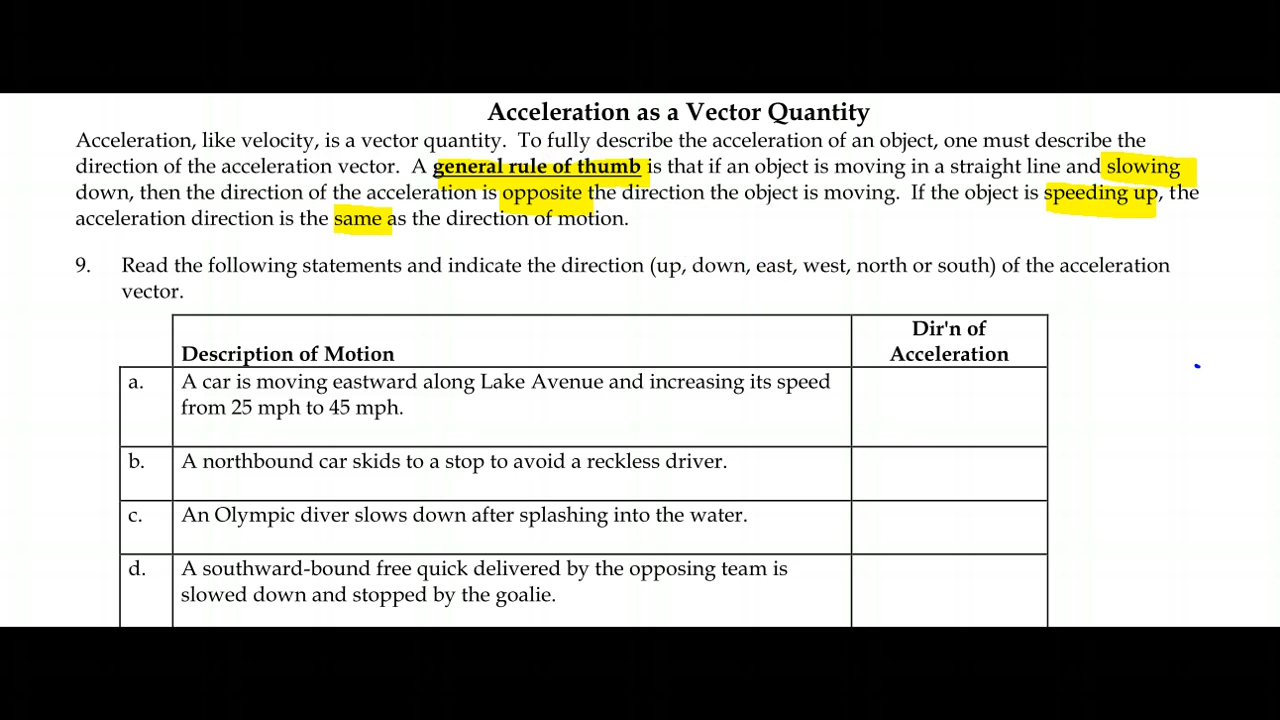 Acceleration as a Vector Quantity
Acceleration, like velocity, is a vector quantity.  To fully describe the acceleration of an object, one must describe the
direction of the acceleration vector.  A general rule of thumb is that if an object is moving in a straight line and slowing
down, then the direction of the acceleration is opposite the direction the object is moving.  If the object is speeding up, the
acceleration direction is the same as the direction of motion.
9. Read the following statements and indicate the direction (up, down, east, west, north or south) of the acceleration
vector.
Description of Motion
Dir'n of
Acceleration
a. A car is moving eastward along Lake Avenue and increasing its speed
from 25 mph to 45 mph.
b. A northbound car skids to a stop to avoid a reckless driver.
c. An Olympic diver slows down after splashing into the water.
d. A southward-bound free quick delivered by the opposing team is
slowed down and stopped by the goalie.